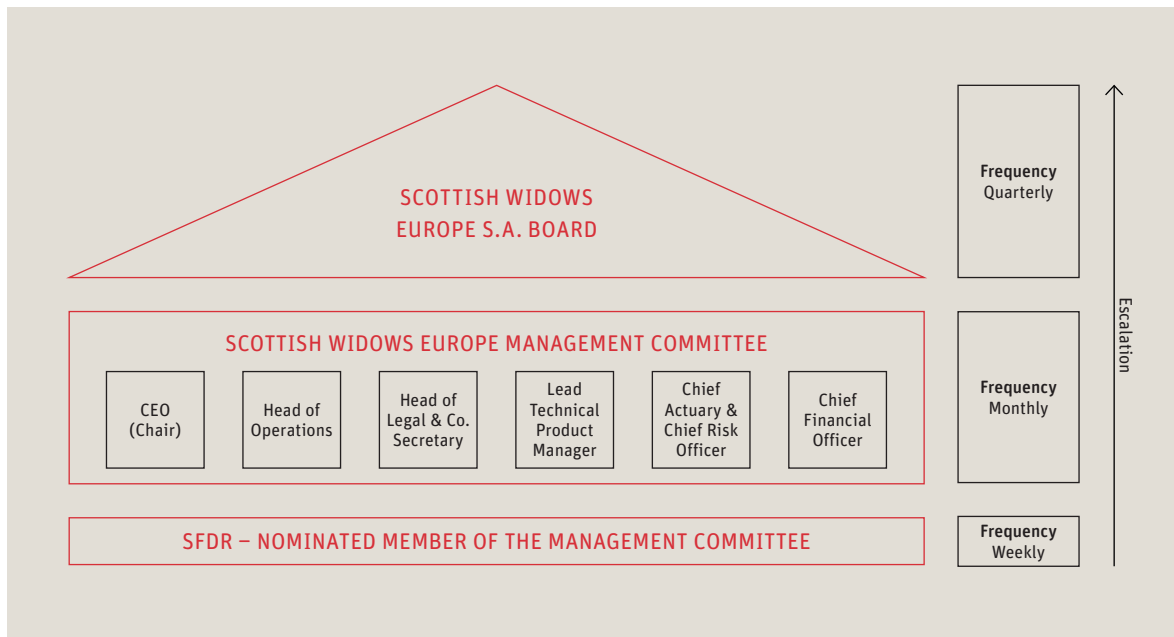 SCOTTISH WIDOWS
EUROPE S.A. BOARD
Frequency
Quarterly
SCOTTISH WIDOWS EUROPE MANAGEMENT COMMITTEE
CEO
(Chair)
Head of
Operations
Head of
Legal & Co.
Secretary
Lead
Technical
Product
Manager
Chief
Actuary &
Chief Risk
Officer
Chief
Financial
Officer
Frequency
Monthly
SFDR – NOMINATED MEMBER OF THE MANAGEMENT COMMITTEE
Frequency
Weekly
Escalation